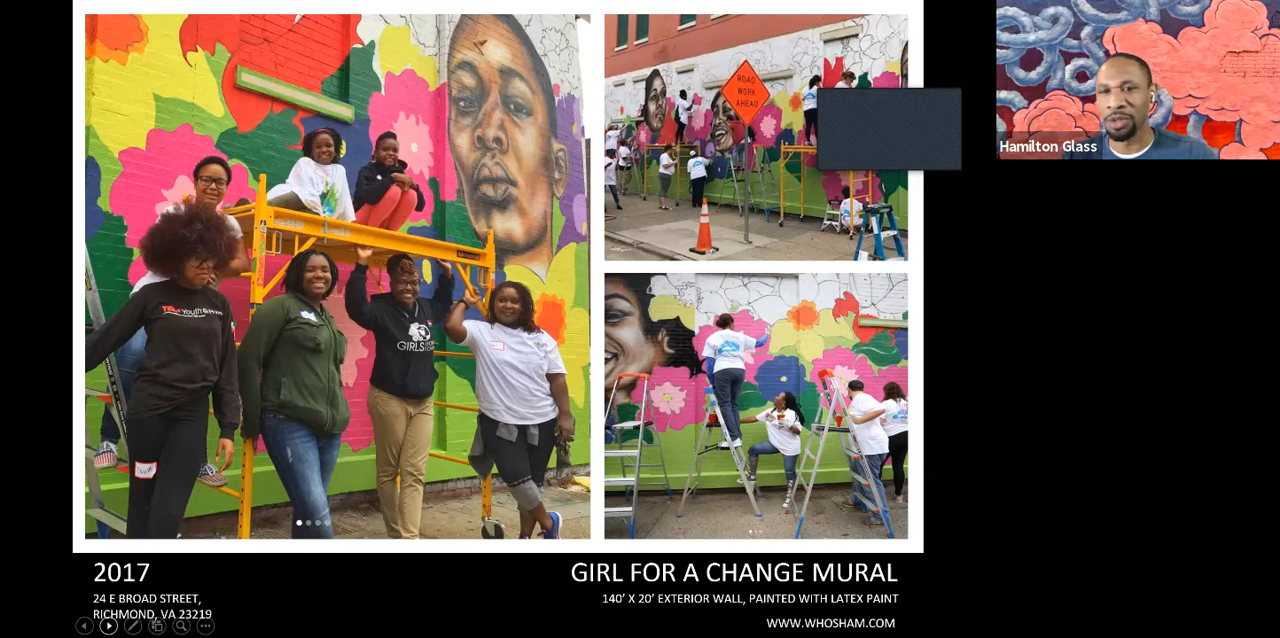 ROAD
WORK
AHEAD
Hamilton Glass
GIRLS
2017
24 E BROAD STREET,
RICHMOND, VA 23219
GIRL FOR A CHANGE MURAL
140' X 20' EXTERIOR WALL, PAINTED WITH LATEX PAINT
WWW.WHOSHAM.COM